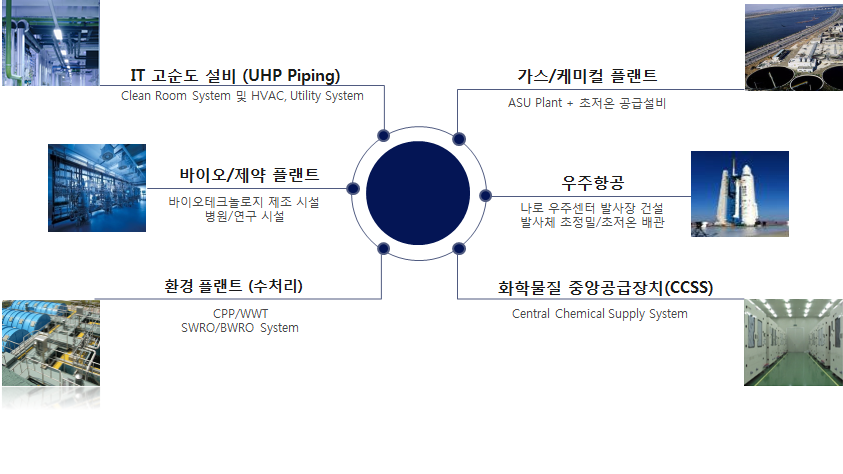 IT 고순도 설비 (UHP Piping)
Clean Room System 및 HVAC, Utility System
가스/케미컬 플랜트
ASU Plant + 초저온 공급설비
바이오/제약 플랜트
바이오테크놀로지 제조 시설
병원/연구 시설
우주항공
나로 우주센터 발사장 건설
발사체 초정밀/초저온 배관
환경 플랜트 (수처리)
CPP/WWT
SWRO/BWRO System
화학물질 중앙공급장치(CCSS)
Central Chemical Supply System